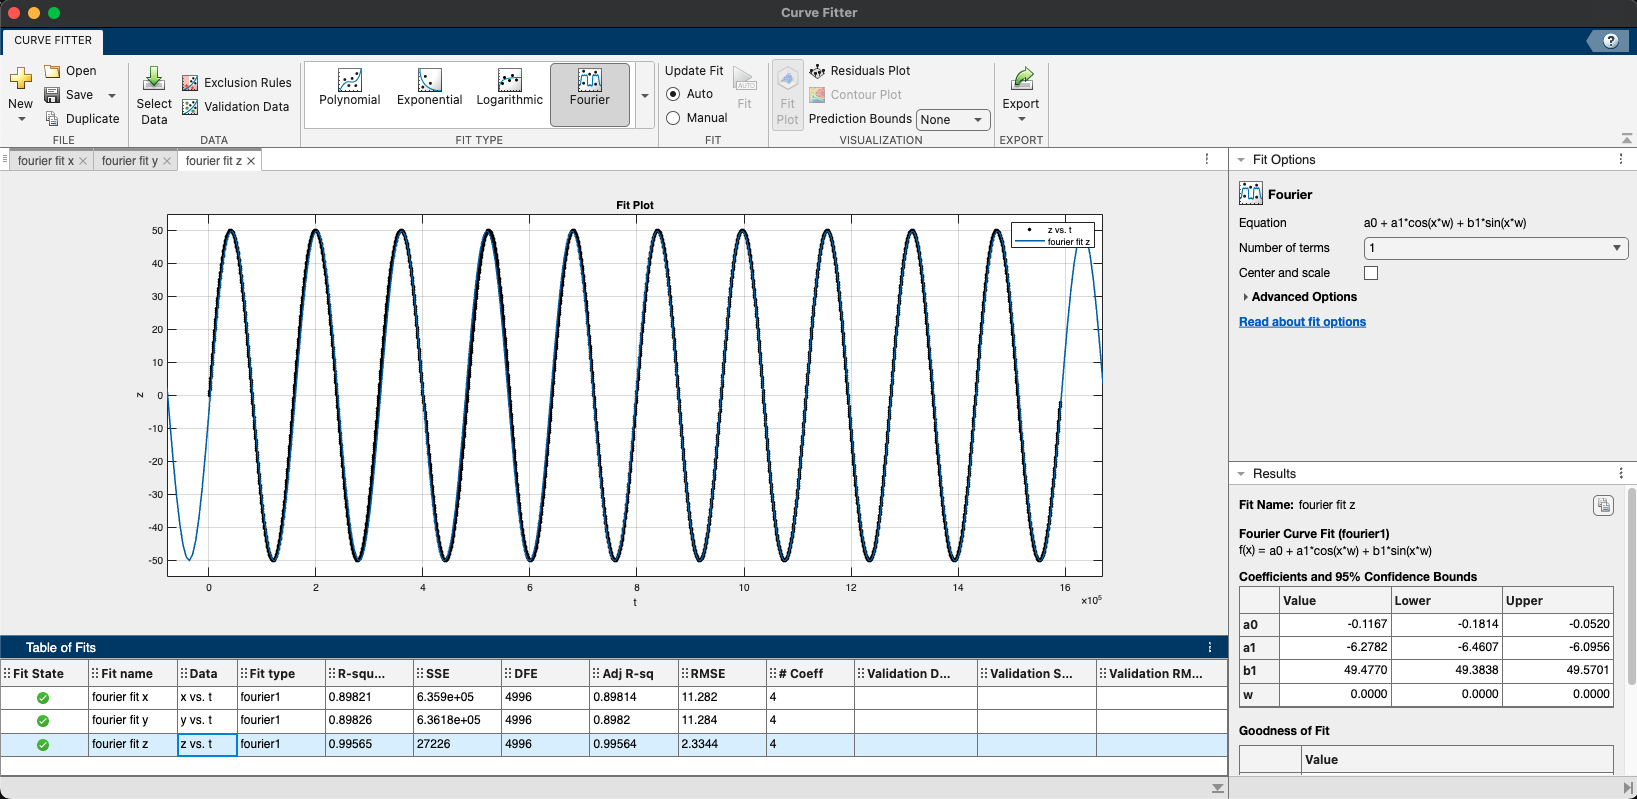 Curve Fitter
CURVE FITTER
?
New
Open
Save
Duplicate
FILE
Select
Data
Exclusion Rules
Validation Data
DATA
Polynomial
Exponential
Logarithmic
Fourier
FIT TYPE
Update Fit
Auto
Manual
AUTO
Fit
FIT
Fit
Plot
Residuals Plot
Contour Plot
Prediction Bounds None
VISUALIZATION
Export
EXPORT
fourier fit x
fourier fit y
fourier fit z
Fit Plot
z vs. t
fourier fit z
50
40
30
20
10
0
-10
-20
-30
-40
-50
z
0 2 4 6 8 10 12 14 16
t
×10⁵
Table of Fits
Fit State Fit name Data Fit type R-squ... SSE DFE Adj R-sq RMSE # Coeff Validation D... Validation S... Validation RM...
fourier fit x x vs. t fourier1 0.89821 6.359e+05 4996 0.89814 11.282 4
fourier fit y y vs. t fourier1 0.89826 6.3618e+05 4996 0.8982 11.284 4
fourier fit z z vs. t fourier1 0.99565 27226 4996 0.99564 2.3344 4
Fit Options
Fourier
Equation a0 + a1*cos(x*w) + b1*sin(x*w)
Number of terms 1
Center and scale
Advanced Options
Read about fit options
Results
Fit Name: fourier fit z
Fourier Curve Fit (fourier1)
f(x) = a0 + a1*cos(x*w) + b1*sin(x*w)
Coefficients and 95% Confidence Bounds
Value Lower Upper
a0 -0.1167 -0.1814 -0.0520
a1 -6.2782 -6.4607 -6.0956
b1 49.4770 49.3838 49.5701
w 0.0000 0.0000 0.0000
Goodness of Fit
Value